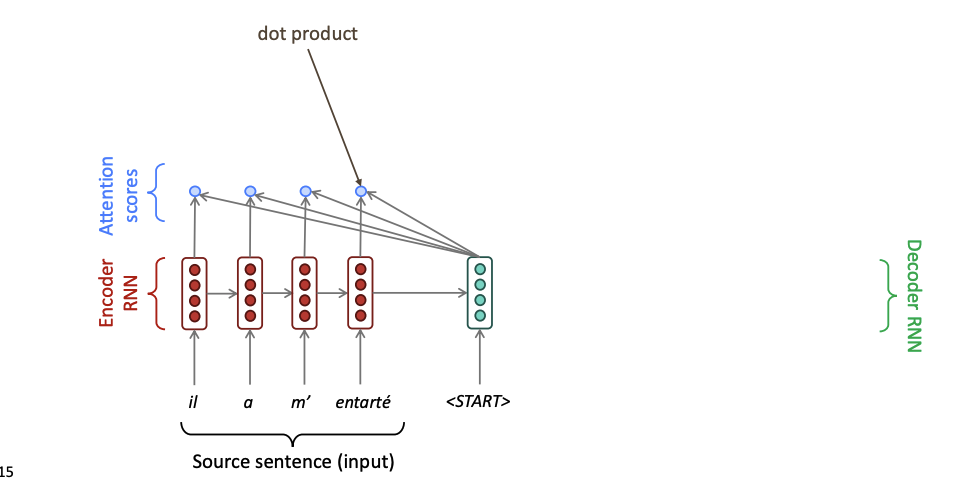 dot product
Attention
scores
Encoder
RNN
Decoder RNN
il a m’ entarté <START>
Source sentence (input)
15